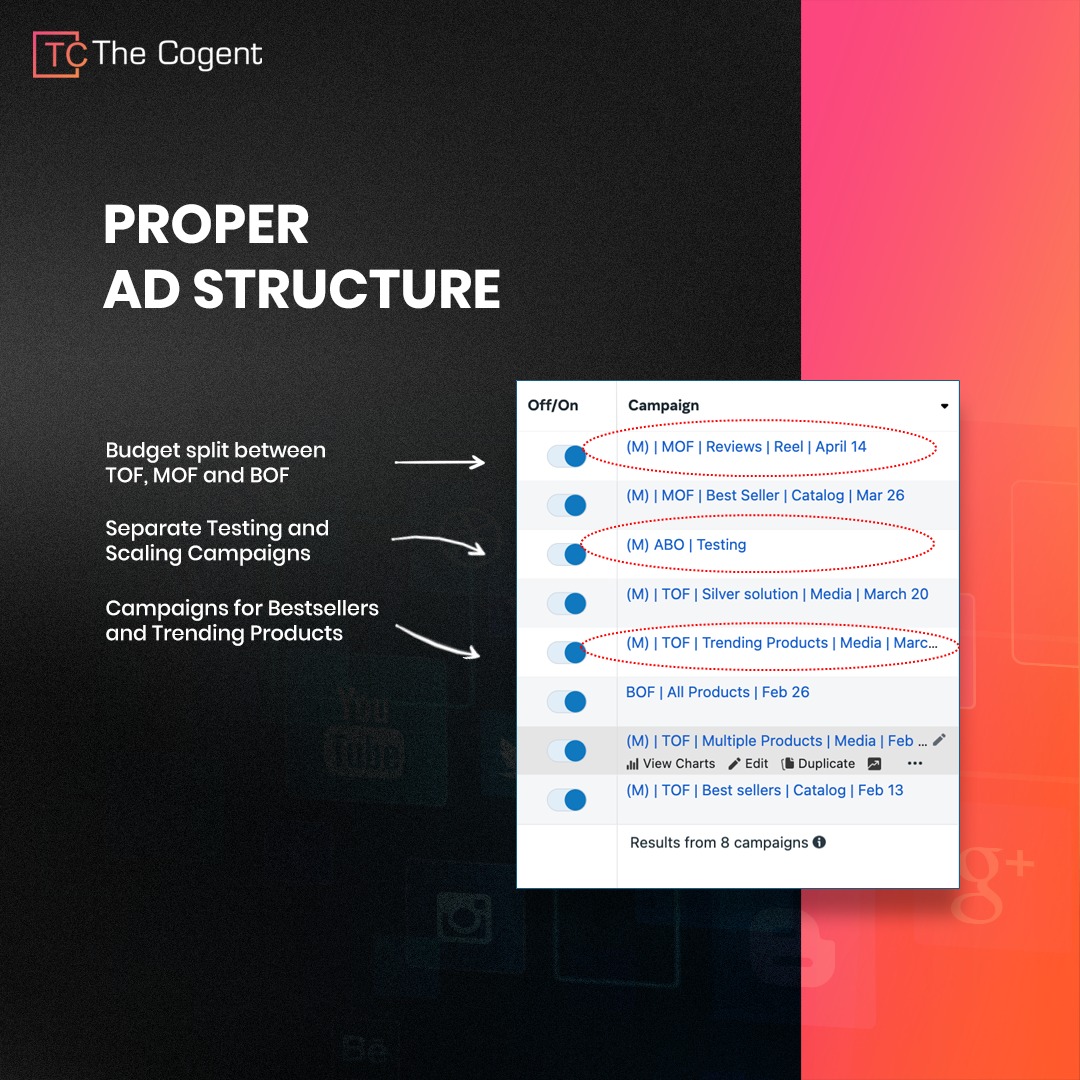 TC The Cogent
PROPER
AD STRUCTURE
Budget split between
TOF, MOF and BOF
Separate Testing and
Scaling Campaigns
Campaigns for Bestsellers
and Trending Products
Off/On Campaign
(M) | MOF | Reviews | Reel | April 14
(M) | MOF | Best Seller | Catalog | Mar 26
(M) ABO | Testing
(M) | TOF | Silver solution | Media | March 20
(M) | TOF | Trending Products | Media | Marc...
BOF | All Products | Feb 26
(M) | TOF | Multiple Products | Media | Feb ...
View Charts Edit Duplicate
(M) | TOF | Best sellers | Catalog | Feb 13
Results from 8 campaigns
You
Tube
g+
Bē